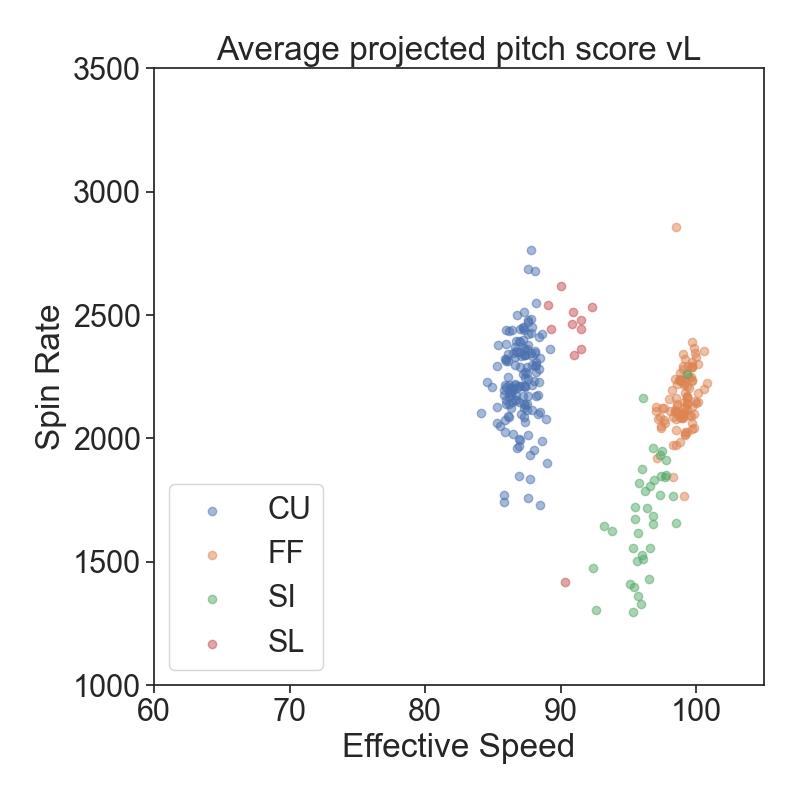 Average projected pitch score vL
3500
3000
2500
2000
1500
1000
Spin Rate
CU
FF
SI
SL
60 70 80 90 100
Effective Speed